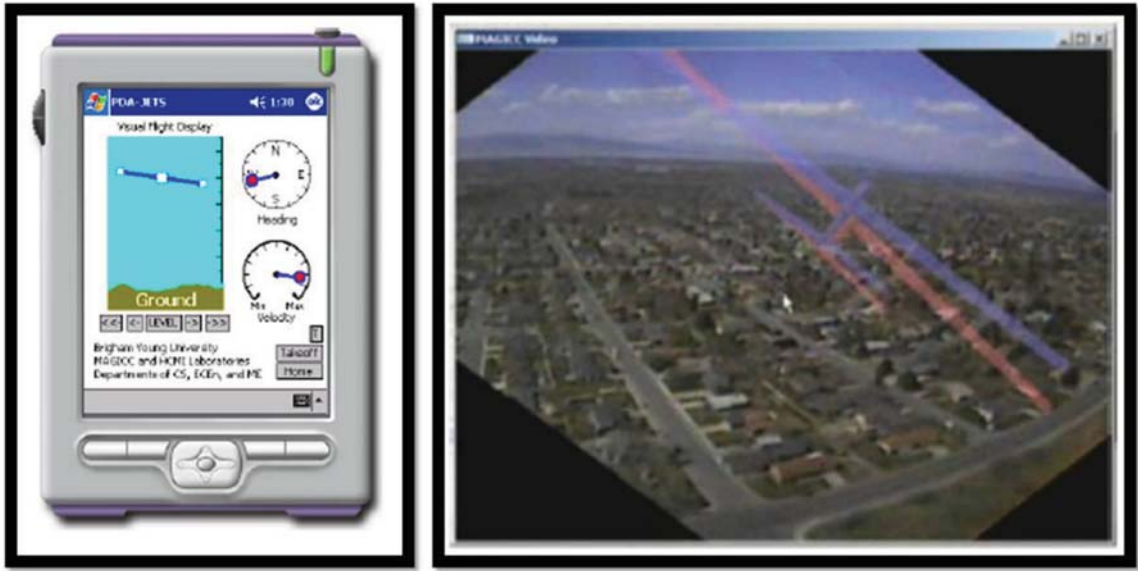 PDA-JETS 1:30 ok
Visual Flight Display
N
W E
S
Heading
Ground
Min Max
Velocity
<<- <- LEVEL -> ->>
Brigham Young University
MAGICC and HCMI Laboratories
Departments of CS, ECEn, and ME
Takeoff
Home
MAGICC Video